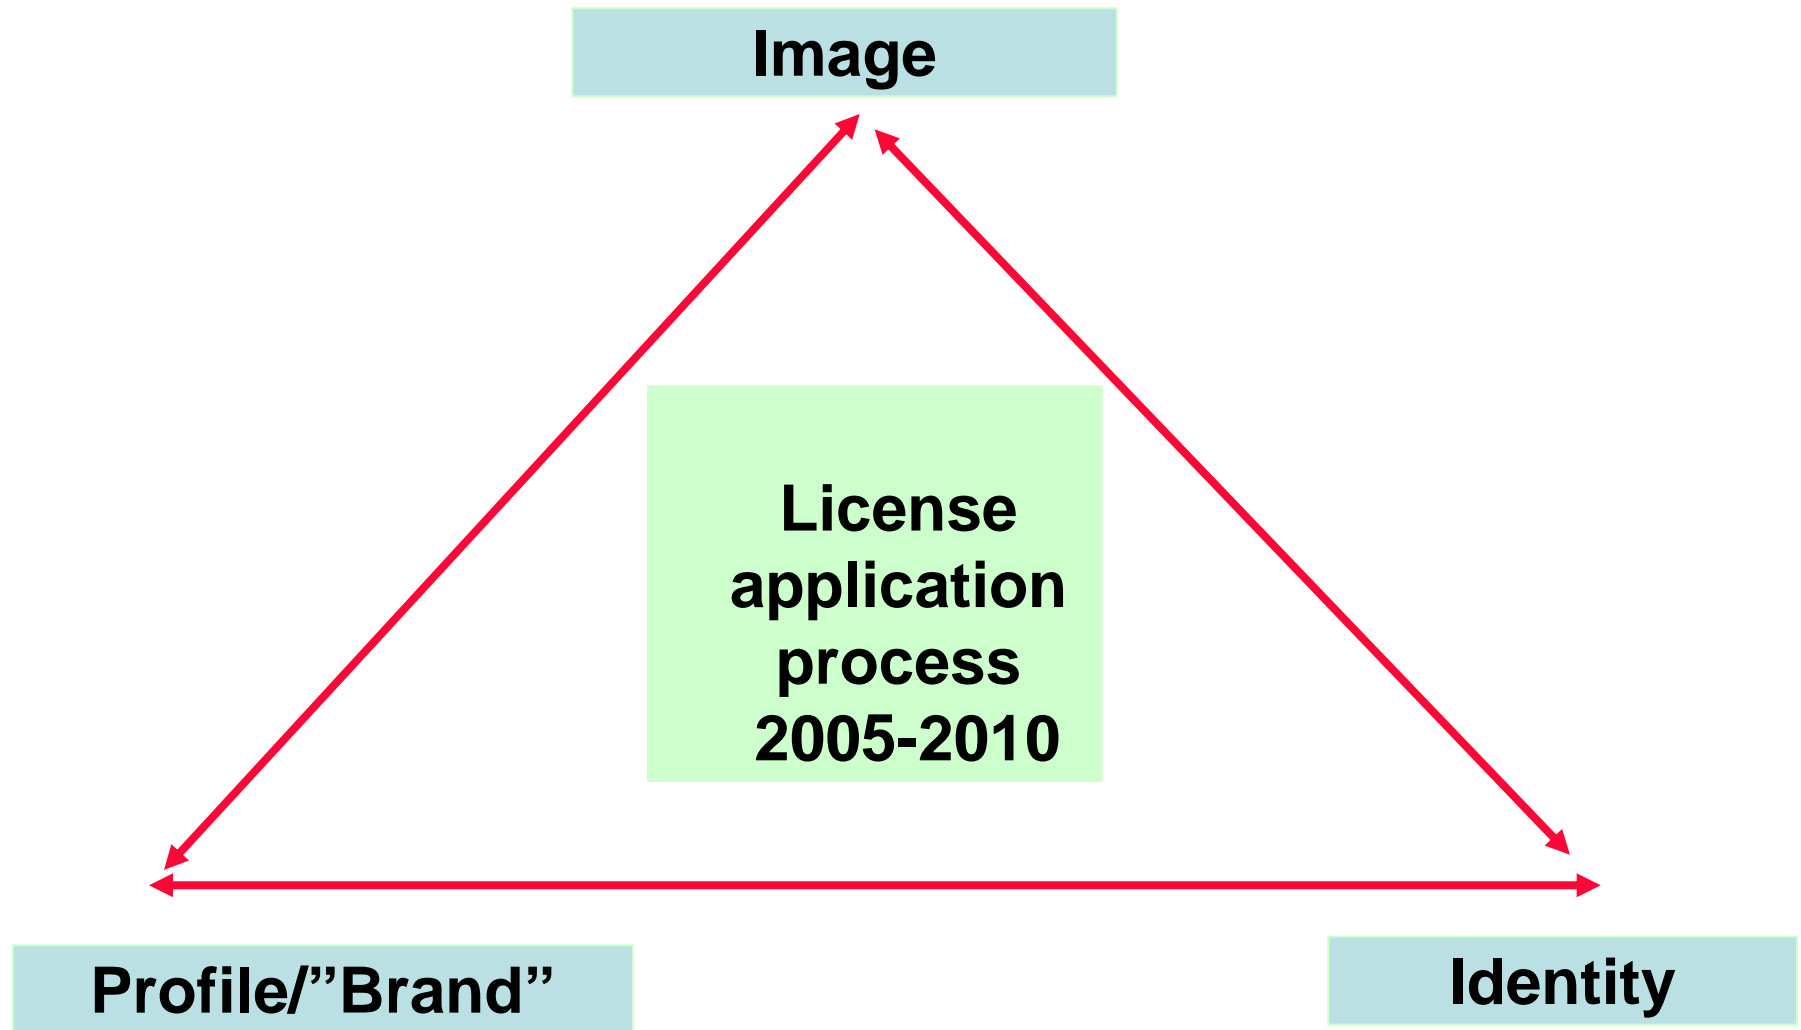 Image
License
application
process
2005-2010
Profile/”Brand”
Identity